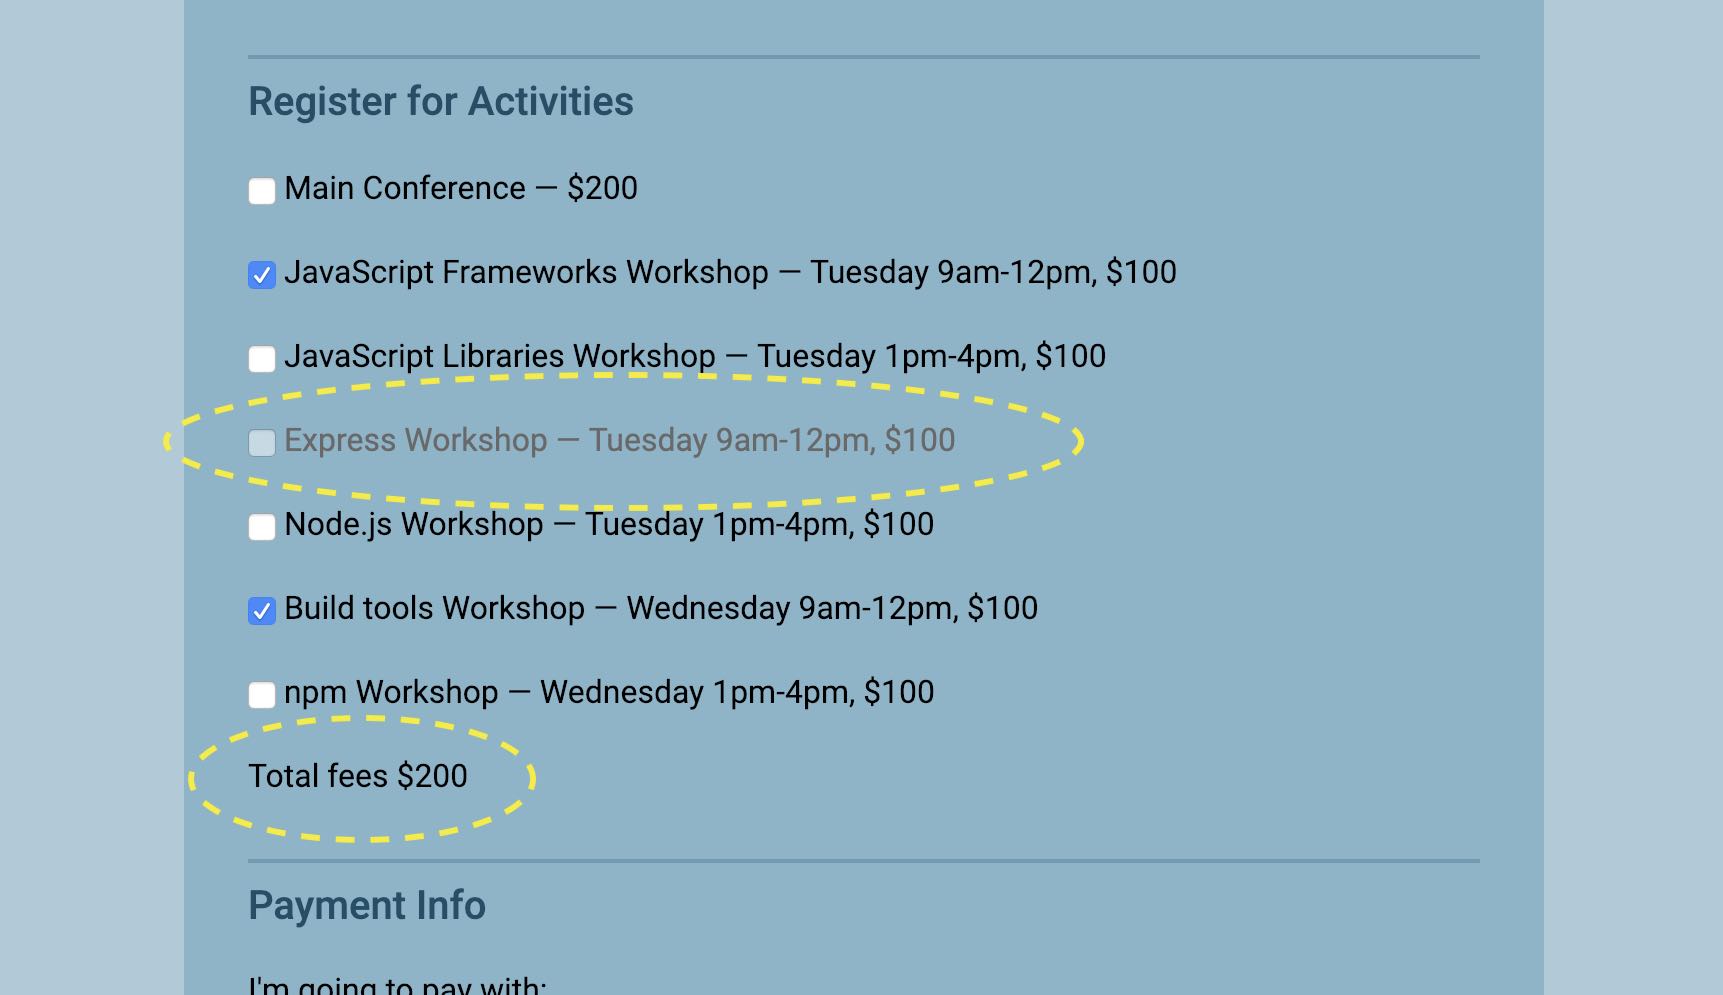 Register for Activities
Main Conference — $200
JavaScript Frameworks Workshop — Tuesday 9am-12pm, $100
JavaScript Libraries Workshop — Tuesday 1pm-4pm, $100
Express Workshop — Tuesday 9am-12pm, $100
Node.js Workshop — Tuesday 1pm-4pm, $100
Build tools Workshop — Wednesday 9am-12pm, $100
npm Workshop — Wednesday 1pm-4pm, $100
Total fees $200
Payment Info
I'm going to pay with: